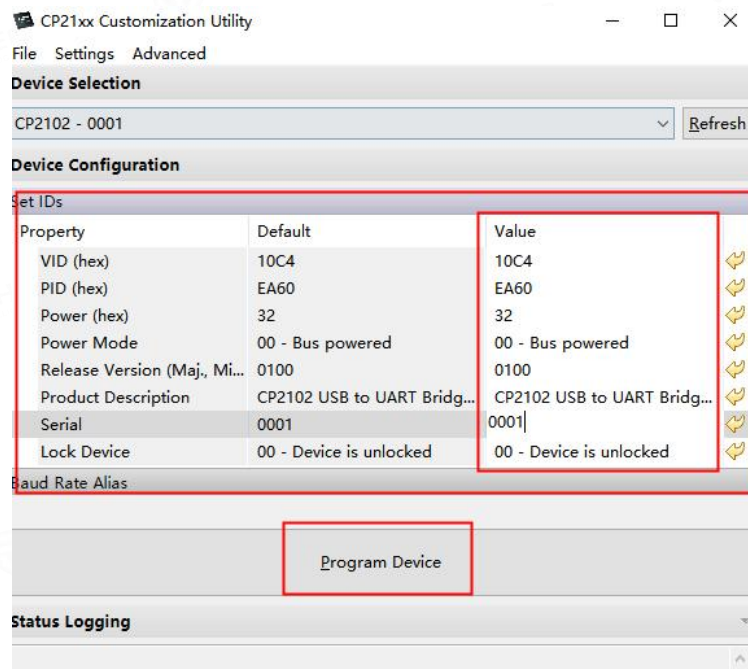 CP21xx Customization Utility
File Settings Advanced
Device Selection
CP2102 - 0001 Refresh
Device Configuration
Set IDs
Property Default Value
VID (hex) 10C4 10C4
PID (hex) EA60 EA60
Power (hex) 32 32
Power Mode 00 - Bus powered 00 - Bus powered
Release Version (Maj., Mi... 0100 0100
Product Description CP2102 USB to UART Bridg... CP2102 USB to UART Bridg...
Serial 0001 0001
Lock Device 00 - Device is unlocked 00 - Device is unlocked
Baud Rate Alias
Program Device
Status Logging